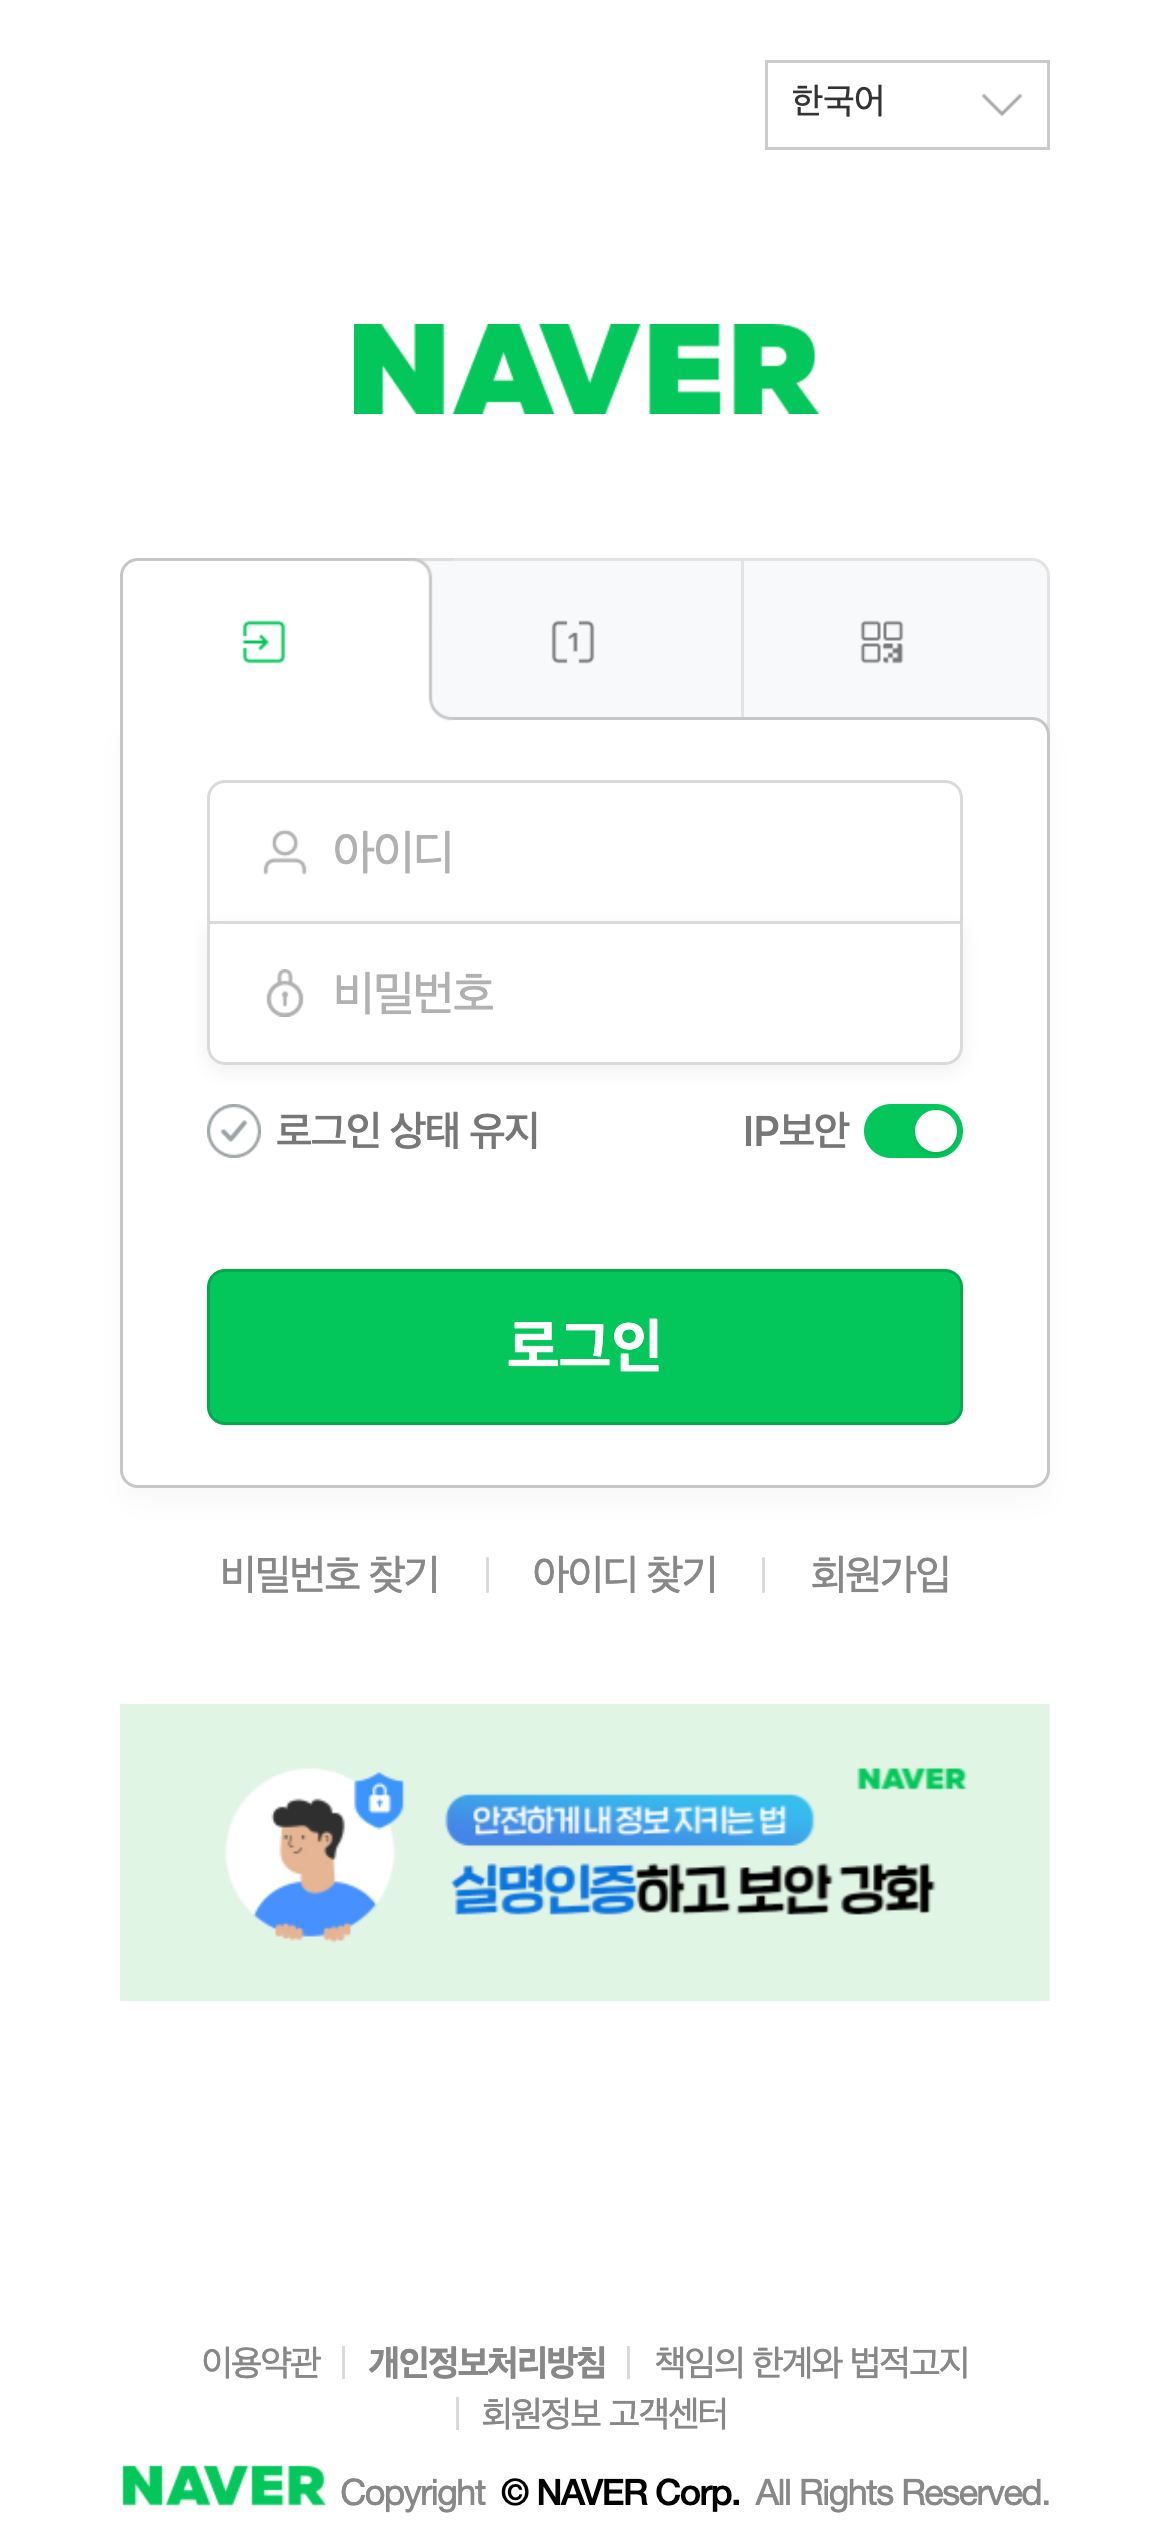 한국어
NAVER
1
아이디
비밀번호
로그인 상태 유지 IP보안
로그인
비밀번호 찾기 아이디 찾기 회원가입
NAVER
안전하게 내 정보 지키는 법
실명인증하고 보안 강화
이용약관 개인정보처리방침 책임의 한계와 법적고지
회원정보 고객센터
NAVER Copyright © NAVER Corp. All Rights Reserved.